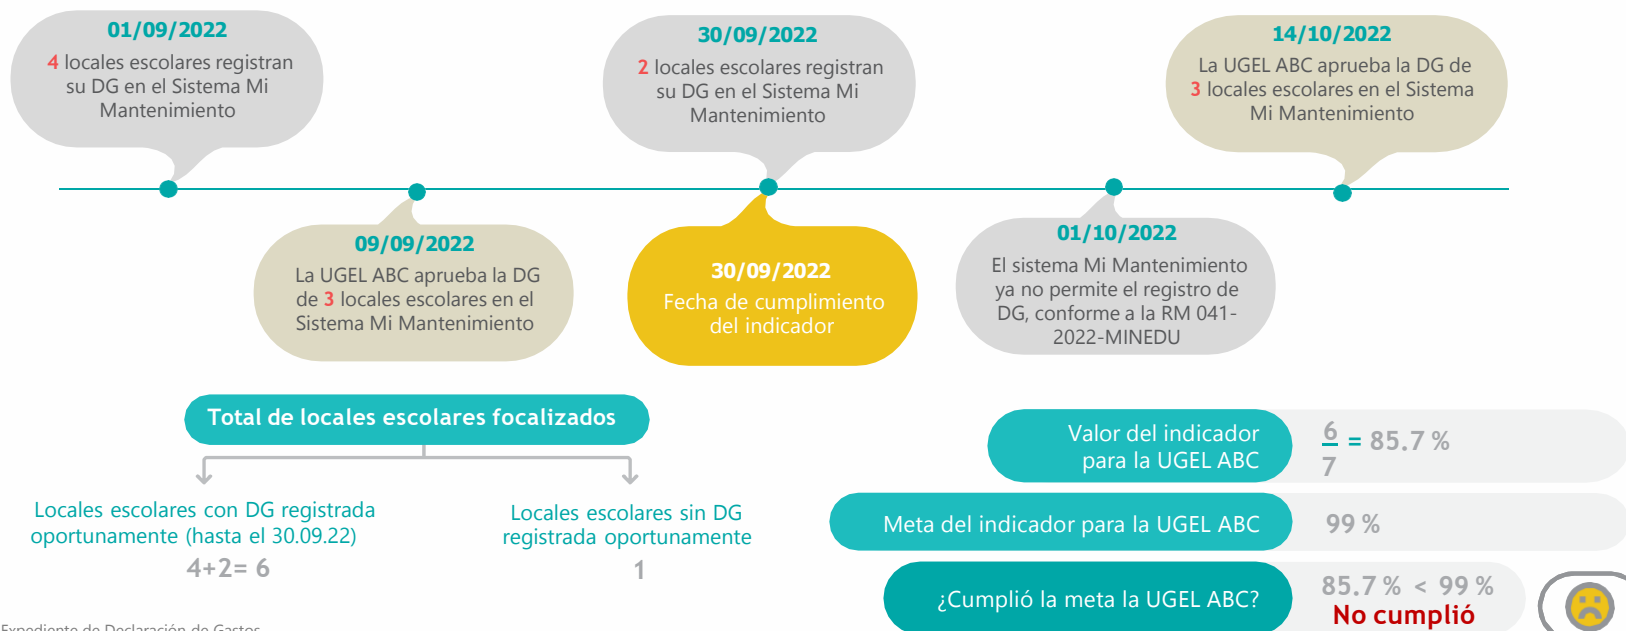 01/09/2022
4 locales escolares registran
su DG en el Sistema Mi
Mantenimiento
30/09/2022
2 locales escolares registran
su DG en el Sistema Mi
Mantenimiento
14/10/2022
La UGEL ABC aprueba la DG de
3 locales escolares en el Sistema
Mi Mantenimiento
09/09/2022
La UGEL ABC aprueba la DG
de 3 locales escolares en el
Sistema Mi Mantenimiento
30/09/2022
Fecha de cumplimiento
del indicador
01/10/2022
El sistema Mi Mantenimiento
ya no permite el registro de
DG, conforme a la RM 041-
2022-MINEDU
Total de locales escolares focalizados
Locales escolares con DG registrada
oportunamente (hasta el 30.09.22)
4+2= 6
Locales escolares sin DG
registrada oportunamente
1
Valor del indicador
para la UGEL ABC
6
7
= 85.7 %
Meta del indicador para la UGEL ABC
99 %
¿Cumplió la meta la UGEL ABC?
85.7 % < 99 %
No cumplió
Expediente de Declaración de Gastos